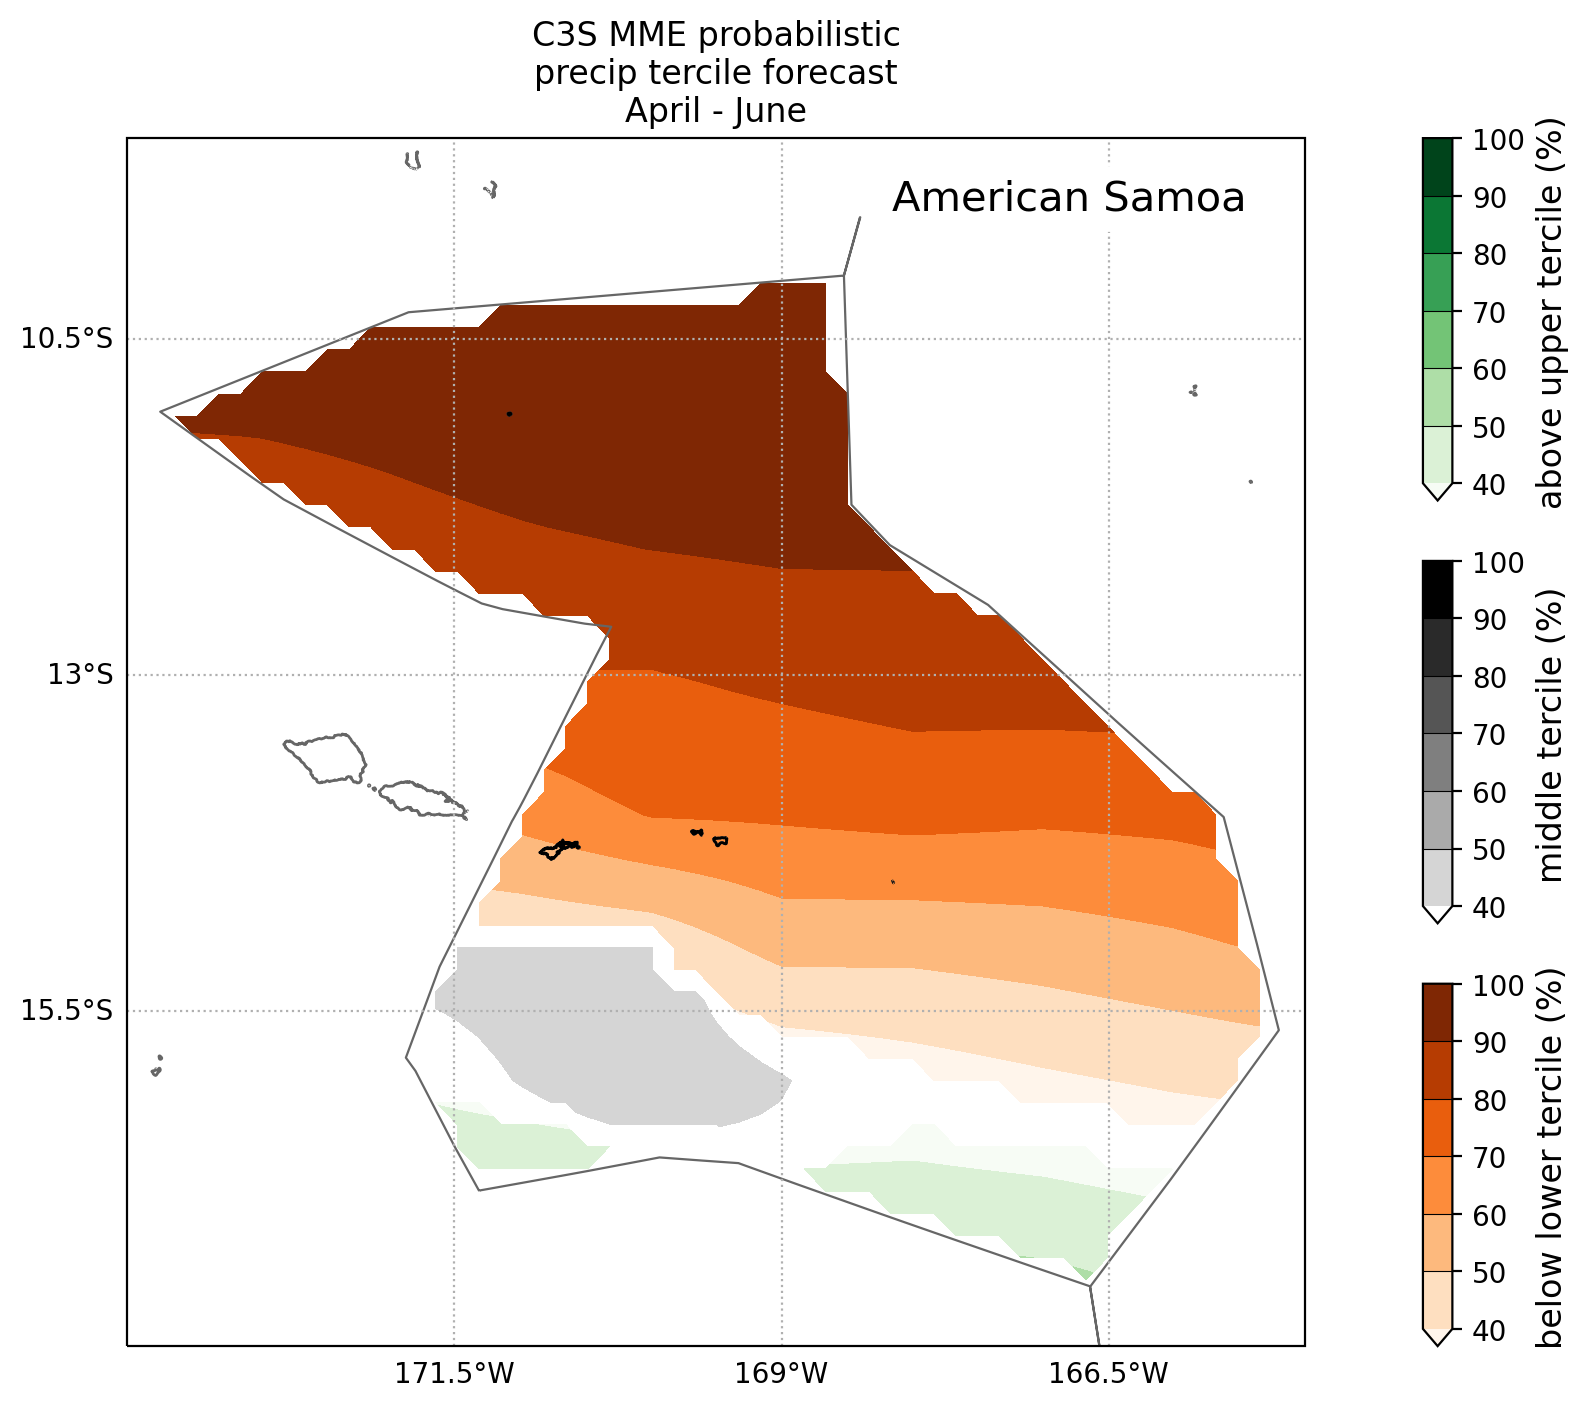 C3S MME probabilistic
precip tercile forecast
April - June
American Samoa
10.5°S
13°S
15.5°S
171.5°W
169°W
166.5°W
100
90
80
70
60
50
40
above upper tercile (%)
100
90
80
70
60
50
40
middle tercile (%)
100
90
80
70
60
50
40
below lower tercile (%)